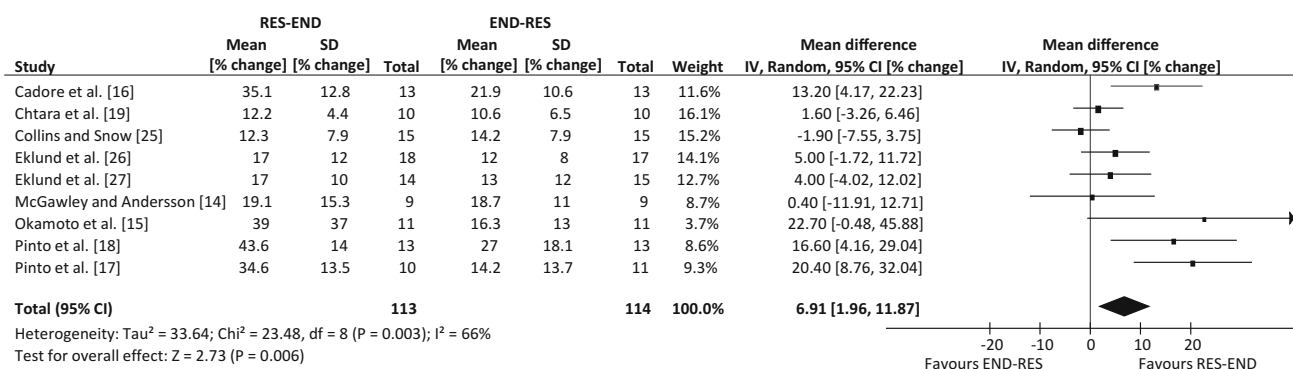 RES-END END-RES
Mean SD Mean SD Mean difference Mean difference
Study [% change] [% change] Total [% change] [% change] Total Weight IV, Random, 95% CI [% change] IV, Random, 95% CI [% change]
Cadore et al. [16] 35.1 12.8 13 21.9 10.6 13 11.6% 13.20 [4.17, 22.23]
Chtara et al. [19] 12.2 4.4 10 10.6 6.5 10 16.1% 1.60 [-3.26, 6.46]
Collins and Snow [25] 12.3 7.9 15 14.2 7.9 15 15.2% -1.90 [-7.55, 3.75]
Eklund et al. [26] 17 12 18 12 8 17 14.1% 5.00 [-1.72, 11.72]
Eklund et al. [27] 17 10 14 13 12 15 12.7% 4.00 [-4.02, 12.02]
McGawley and Andersson [14] 19.1 15.3 9 18.7 11 9 8.7% 0.40 [-11.91, 12.71]
Okamoto et al. [15] 39 37 11 16.3 13 11 3.7% 22.70 [-0.48, 45.88]
Pinto et al. [18] 43.6 14 13 27 18.1 13 8.6% 16.60 [4.16, 29.04]
Pinto et al. [17] 34.6 13.5 10 14.2 13.7 11 9.3% 20.40 [8.76, 32.04]
Total (95% CI) 113 114 100.0% 6.91 [1.96, 11.87]
Heterogeneity: Tau² = 33.64; Chi² = 23.48, df = 8 (P = 0.003); I² = 66%
Test for overall effect: Z = 2.73 (P = 0.006)
-20 -10 0 10 20
Favours END-RES Favours RES-END